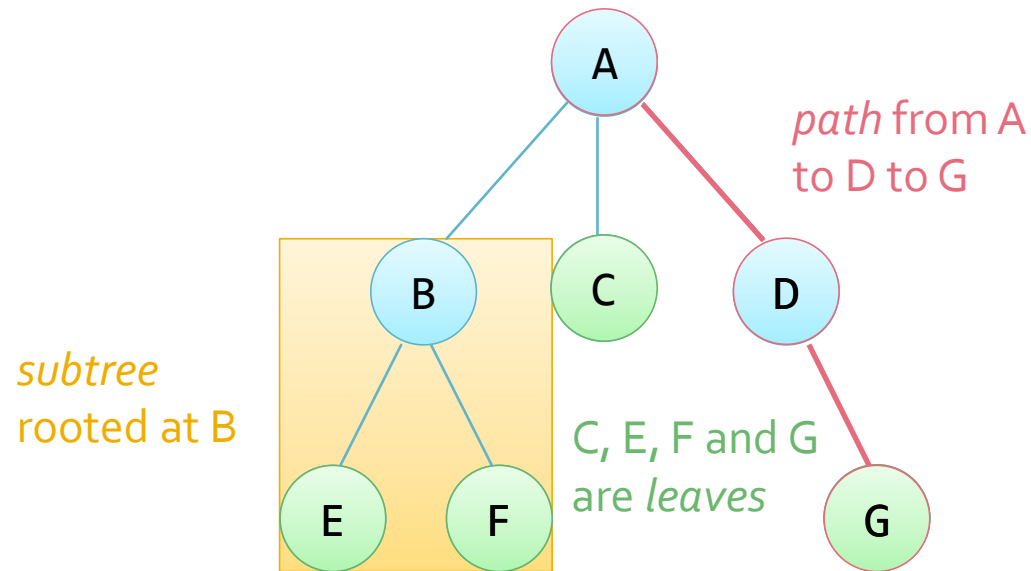 A
path from A
to D to G
B
C
D
subtree
rooted at B
C, E, F and G
are leaves
E
F
G